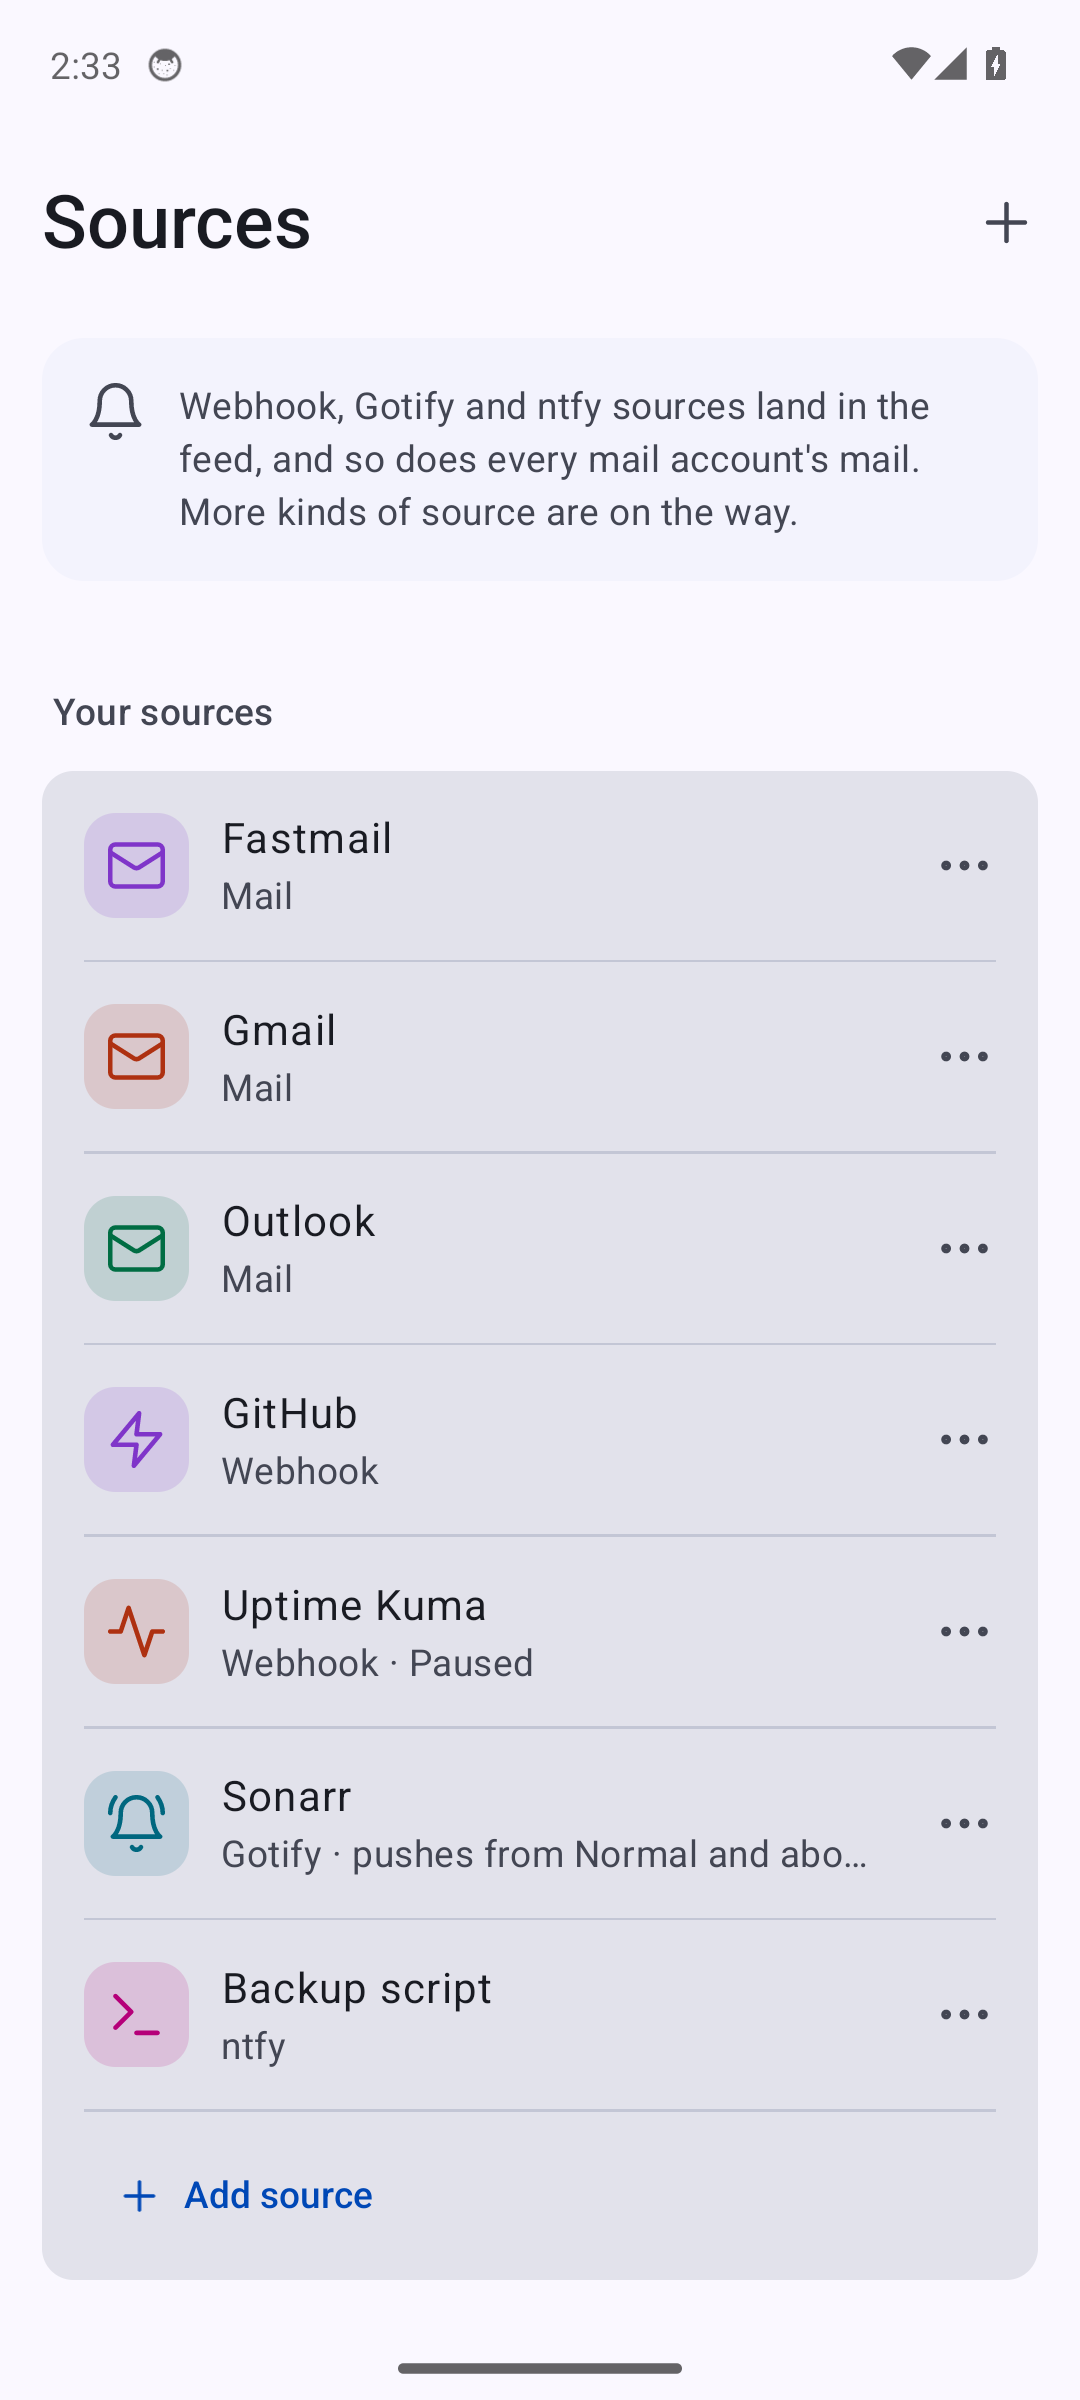 2:33
Sources
Webhook, Gotify and ntfy sources land in the
feed, and so does every mail account's mail.
More kinds of source are on the way.
Your sources
Fastmail
Mail
Gmail
Mail
Outlook
Mail
GitHub
Webhook
Uptime Kuma
Webhook · Paused
Sonarr
Gotify · pushes from Normal and abo…
Backup script
ntfy
Add source